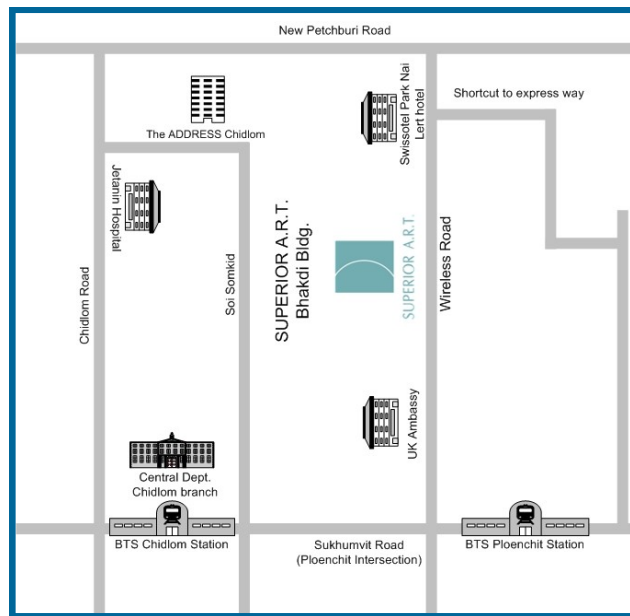 New Petchburi Road
Shortcut to express way
Swissotel Park Nai
Lert hotel
The ADDRESS Chidlom
Jetanin Hospital
Chidlom Road
Soi Somkid
SUPERIOR A.R.T.
Bhakdi Bldg.
SUPERIOR A.R.T.
Wireless Road
UK Ambassy
Central Dept.
Chidlom branch
BTS Chidlom Station
Sukhumvit Road
(Ploenchit Intersection)
BTS Ploenchit Station